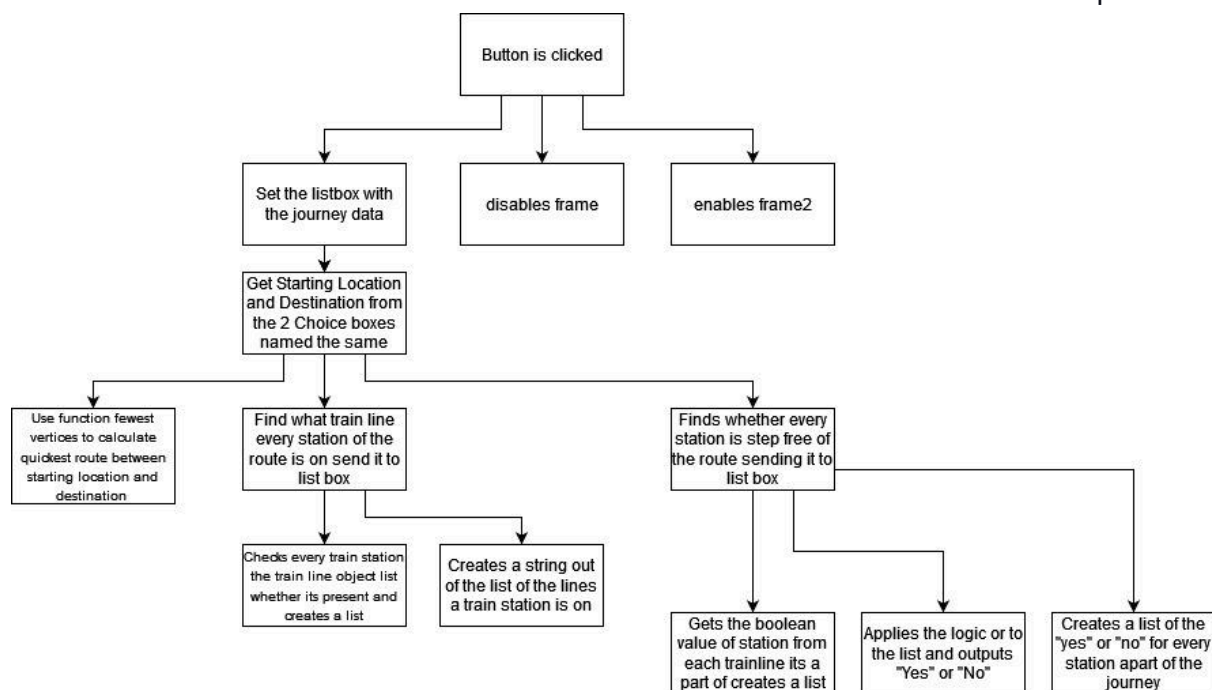 Button is clicked
Set the listbox with
the journey data
disables frame
enables frame2
Get Starting Location
and Destination from
the 2 Choice boxes
named the same
Use function fewest
vertices to calculate
quickest route between
starting location and
destination
Find what train line
every station of the
route is on send it to
list box
Finds whether every
station is step free of
the route sending it to
list box
Checks every train station
the train line object list
whether its present and
creates a list
Creates a string out
of the list of the lines
a train station is on
Gets the boolean
value of station from
each trainline its a
part of creates a list
Applies the logic or to
the list and outputs
"Yes" or "No"
Creates a list of the
"yes" or "no" for every
station apart of the
journey